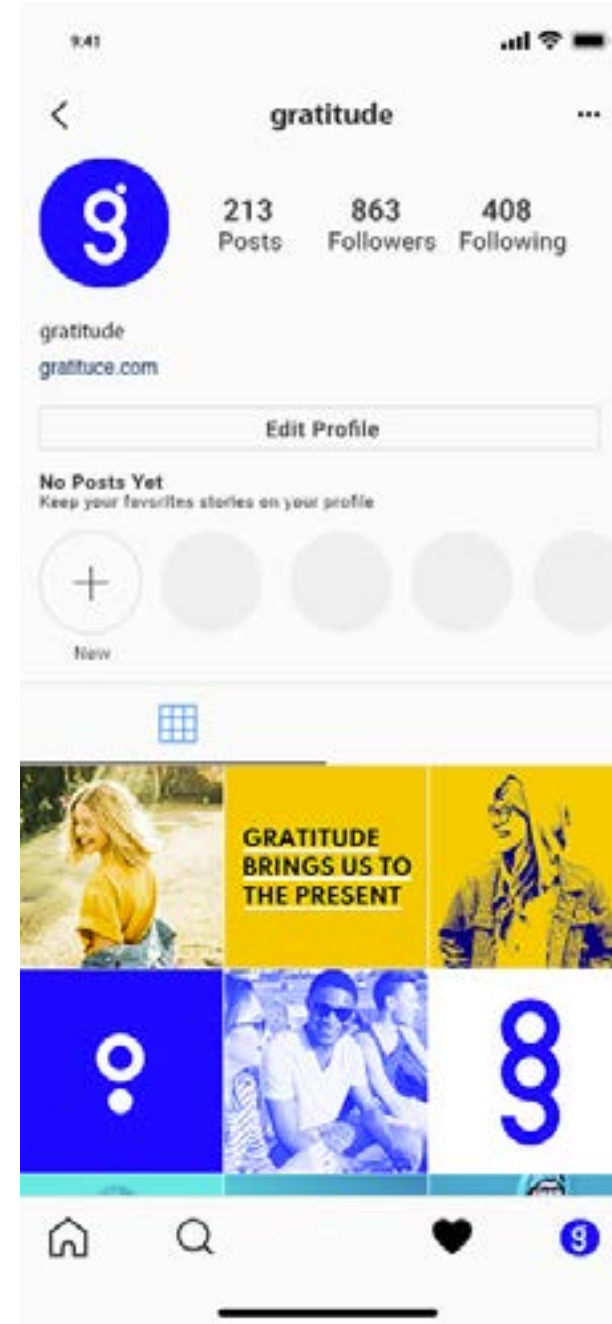 9:41
gratitude
213 863 408
Posts Followers Following
gratitude
gratituce.com
Edit Profile
No Posts Yet
Keep your favorites stories on your profile
New
GRATITUDE
BRINGS US TO
THE PRESENT